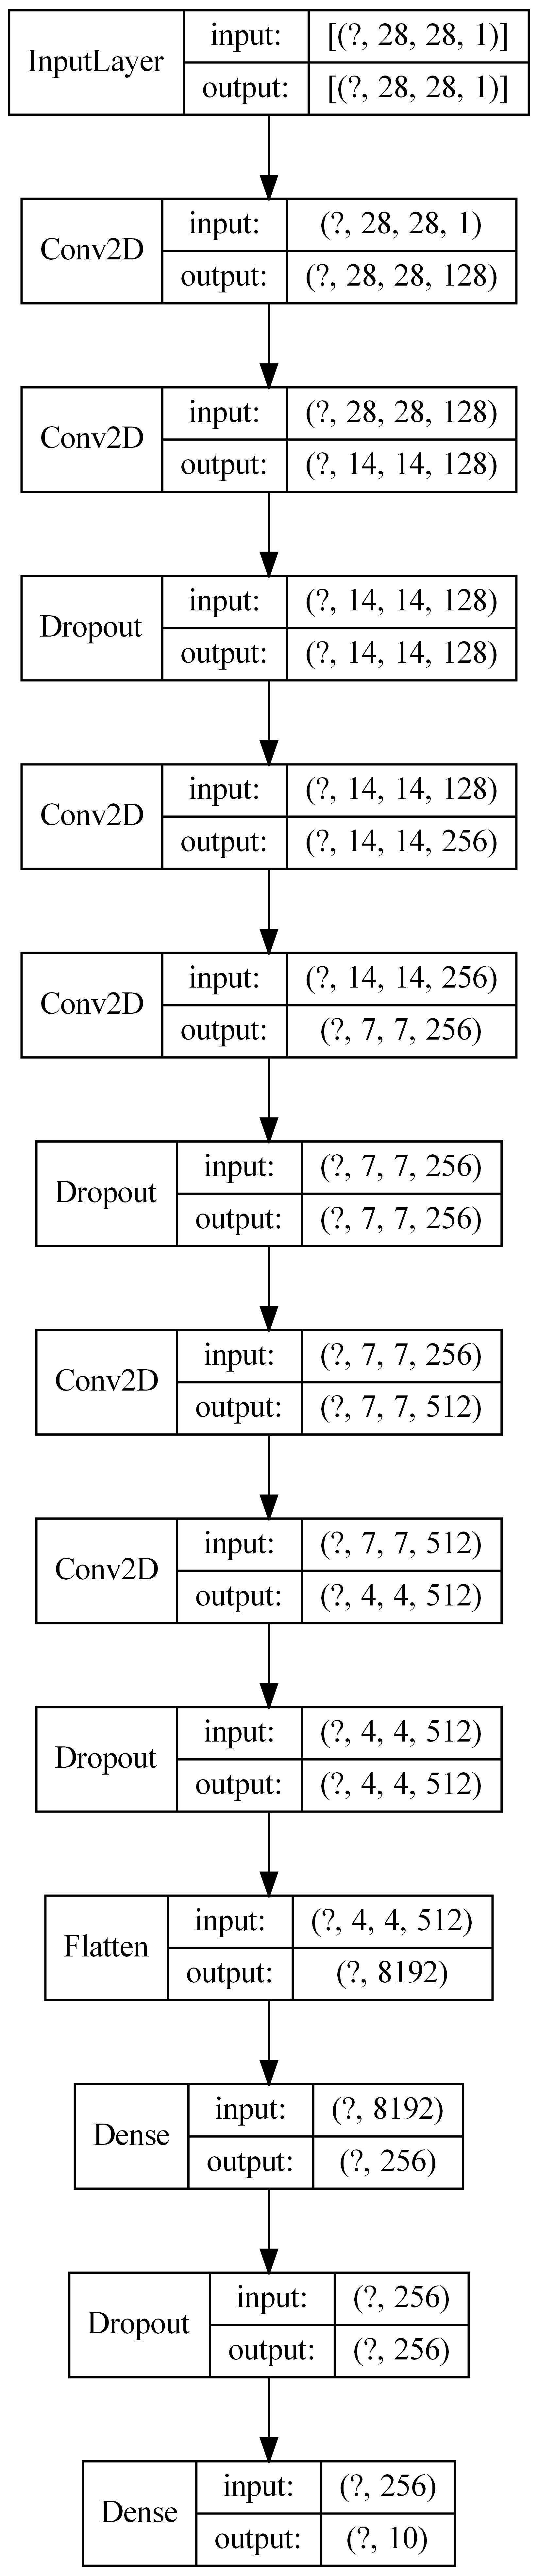 InputLayer
input: [(?, 28, 28, 1)]
output: [(?, 28, 28, 1)]
Conv2D
input: (?, 28, 28, 1)
output: (?, 28, 28, 128)
Conv2D
input: (?, 28, 28, 128)
output: (?, 14, 14, 128)
Dropout
input: (?, 14, 14, 128)
output: (?, 14, 14, 128)
Conv2D
input: (?, 14, 14, 128)
output: (?, 14, 14, 256)
Conv2D
input: (?, 14, 14, 256)
output: (?, 7, 7, 256)
Dropout
input: (?, 7, 7, 256)
output: (?, 7, 7, 256)
Conv2D
input: (?, 7, 7, 256)
output: (?, 7, 7, 512)
Conv2D
input: (?, 7, 7, 512)
output: (?, 4, 4, 512)
Dropout
input: (?, 4, 4, 512)
output: (?, 4, 4, 512)
Flatten
input: (?, 4, 4, 512)
output: (?, 8192)
Dense
input: (?, 8192)
output: (?, 256)
Dropout
input: (?, 256)
output: (?, 256)
Dense
input: (?, 256)
output: (?, 10)